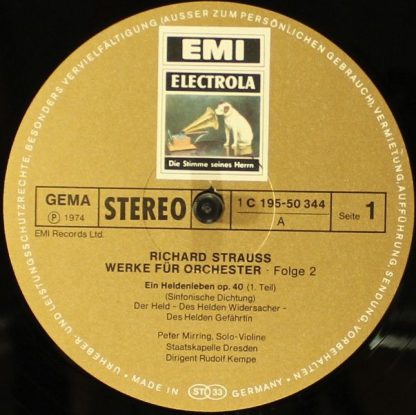 EMI
ELECTROLA
Die Stimme seines Herrn
GEMA
Ⓟ 1974
STEREO
1 C 195-50 344
A
Seite 1
EMI Records Ltd.
RICHARD STRAUSS
WERKE FÜR ORCHESTER · Folge 2
Ein Heldenleben op. 40 (1. Teil)
(Sinfonische Dichtung)
Der Held – Des Helden Widersacher –
Des Helden Gefährtin
Peter Mirring, Solo-Violine
Staatskapelle Dresden
Dirigent Rudolf Kempe
URHEBER- UND LEISTUNGSSCHUTZRECHTE, BESONDERS VERVIELFÄLTIGUNG (AUSSER ZUM PERSÖNLICHEN GEBRAUCH), VERMIETUNG, AUFFÜHRUNG, SENDUNG, VORBEHALTEN
• MADE IN STEREO 33 GERMANY •